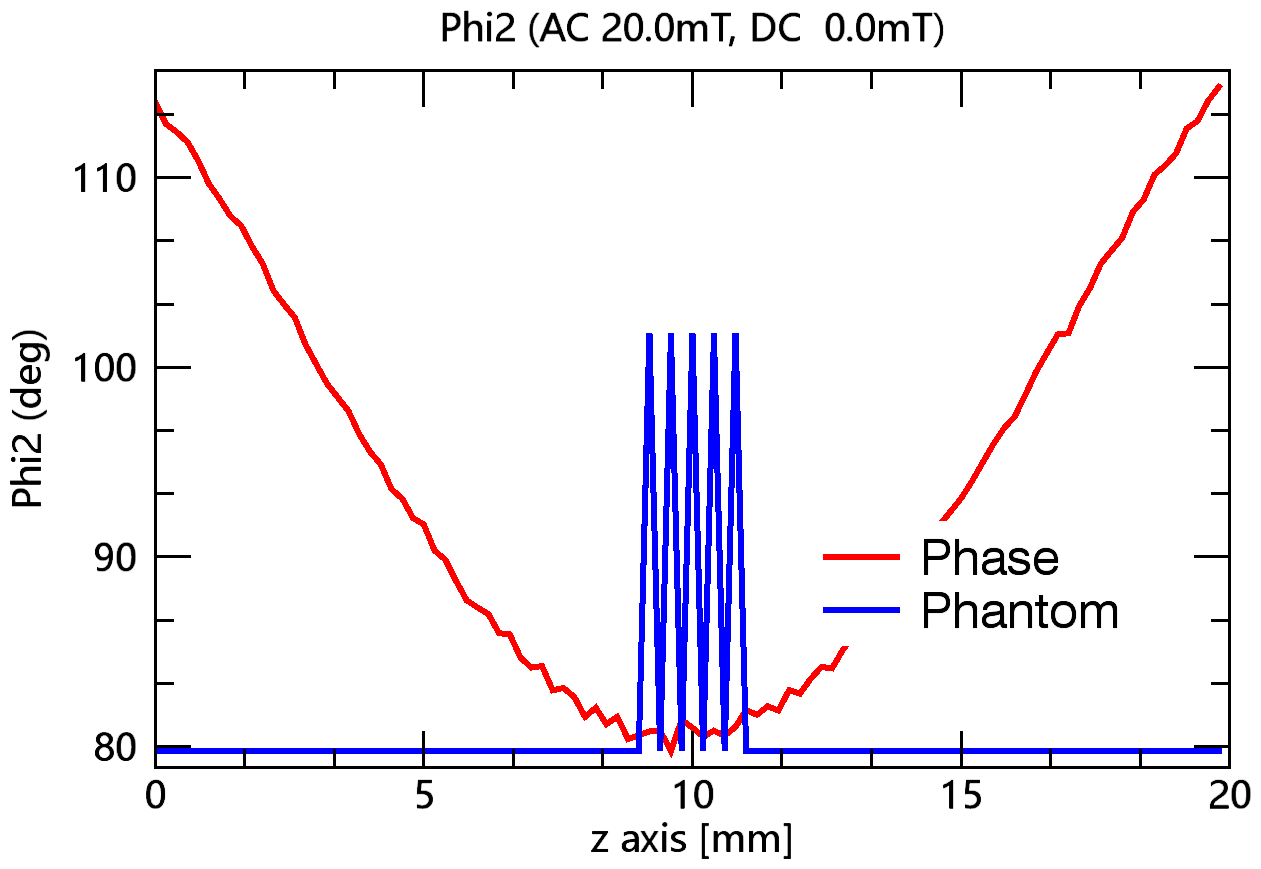 Phi2 (AC 20.0mT, DC  0.0mT)
Phi2 (deg)
110
100
90
80
Phase
Phantom
0 5 10 15 20
z axis [mm]